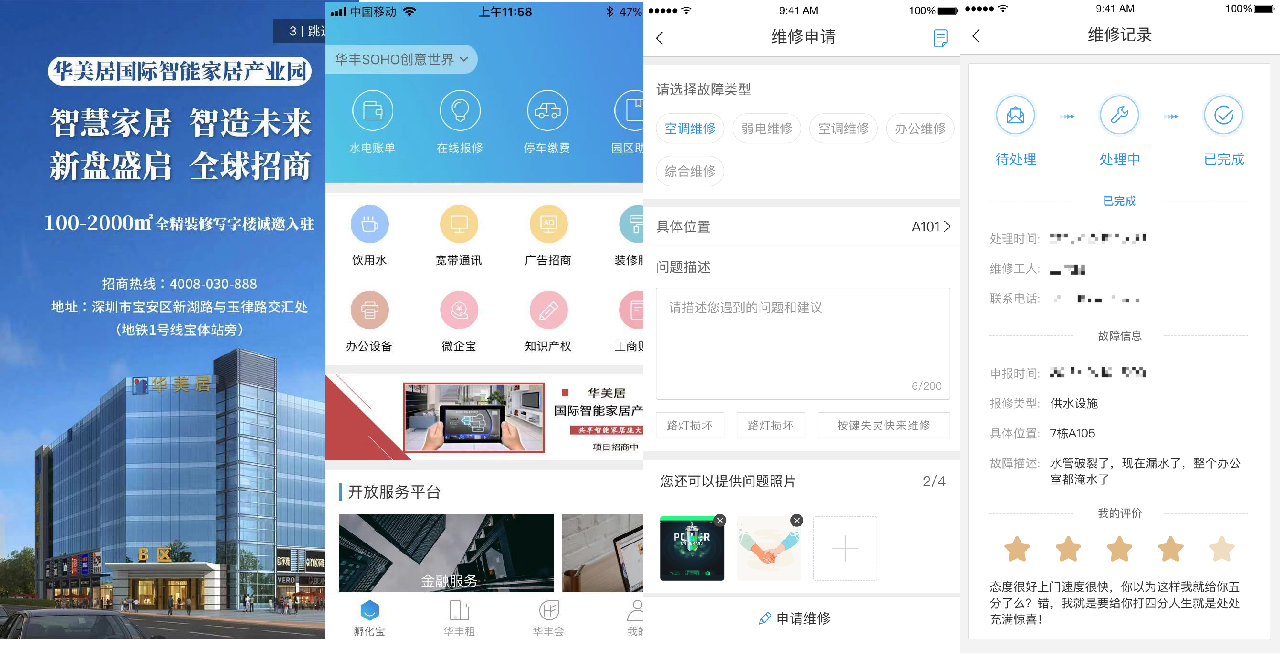 3 | 跳过
华美居国际智能家居产业园
智慧家居 智造未来
新盘盛启 全球招商
100-2000㎡全精装修写字楼诚邀入驻
招商热线：4008-030-888
地址：深圳市宝安区新湖路与玉律路交汇处
（地铁1号线宝体站旁）
华美居
B区
中国移动
上午11:58
47%
华丰SOHO创意世界
水电账单
在线报修
停车缴费
园区助
饮用水
宽带通讯
广告招商
装修服
AD
办公设备
微企宝
知识产权
工商财
华美居
国际智能家居产
共享智能家居盛大
项目招商中
开放服务平台
金融服务
孵化宝
华丰租
华丰会
我的
9:41 AM
100%
维修申请
请选择故障类型
空调维修
弱电维修
空调维修
办公维修
综合维修
具体位置
A101
问题描述
请描述您遇到的问题和建议
6/200
路灯损坏
路灯损坏
按键失灵快来维修
您还可以提供问题照片
2/4
申请维修
9:41 AM
100%
维修记录
待处理
处理中
已完成
已完成
处理时间:
维修工人:
联系电话:
故障信息
申报时间:
报修类型: 供水设施
具体位置: 7栋A105
故障描述: 水管破裂了，现在漏水了，整个办公
室都淹水了
我的评价
态度很好上门速度很快，你以为这样我就给你五
分了么？错，我就是要给你打四分人生就是处处
充满惊喜！